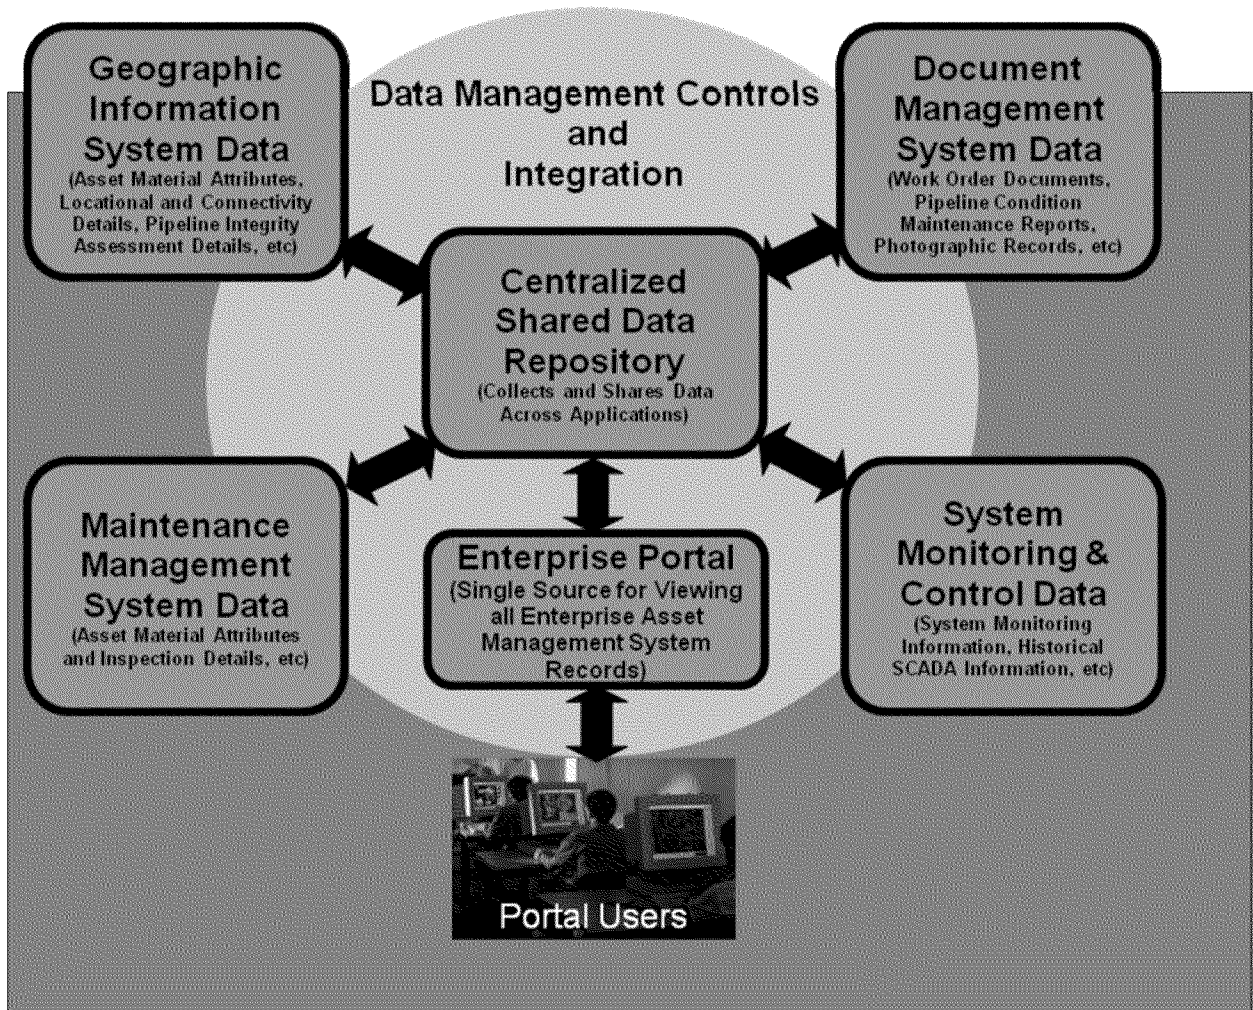 Geographic
Information
System Data
(Asset Material Attributes,
Locational and Connectivity
Details, Pipeline Integrity
Assessment Details, etc)
Data Management Controls
and
Integration
Document
Management
System Data
(Work Order Documents,
Pipeline Condition
Maintenance Reports,
Photographic Records, etc)
Centralized
Shared Data
Repository
(Collects and Shares Data
Across Applications)
Maintenance
Management
System Data
(Asset Material Attributes
and Inspection Details, etc)
Enterprise Portal
(Single Source for Viewing
all Enterprise Asset
Management System
Records)
System
Monitoring &
Control Data
(System Monitoring
Information, Historical
SCADA Information, etc)
Portal Users